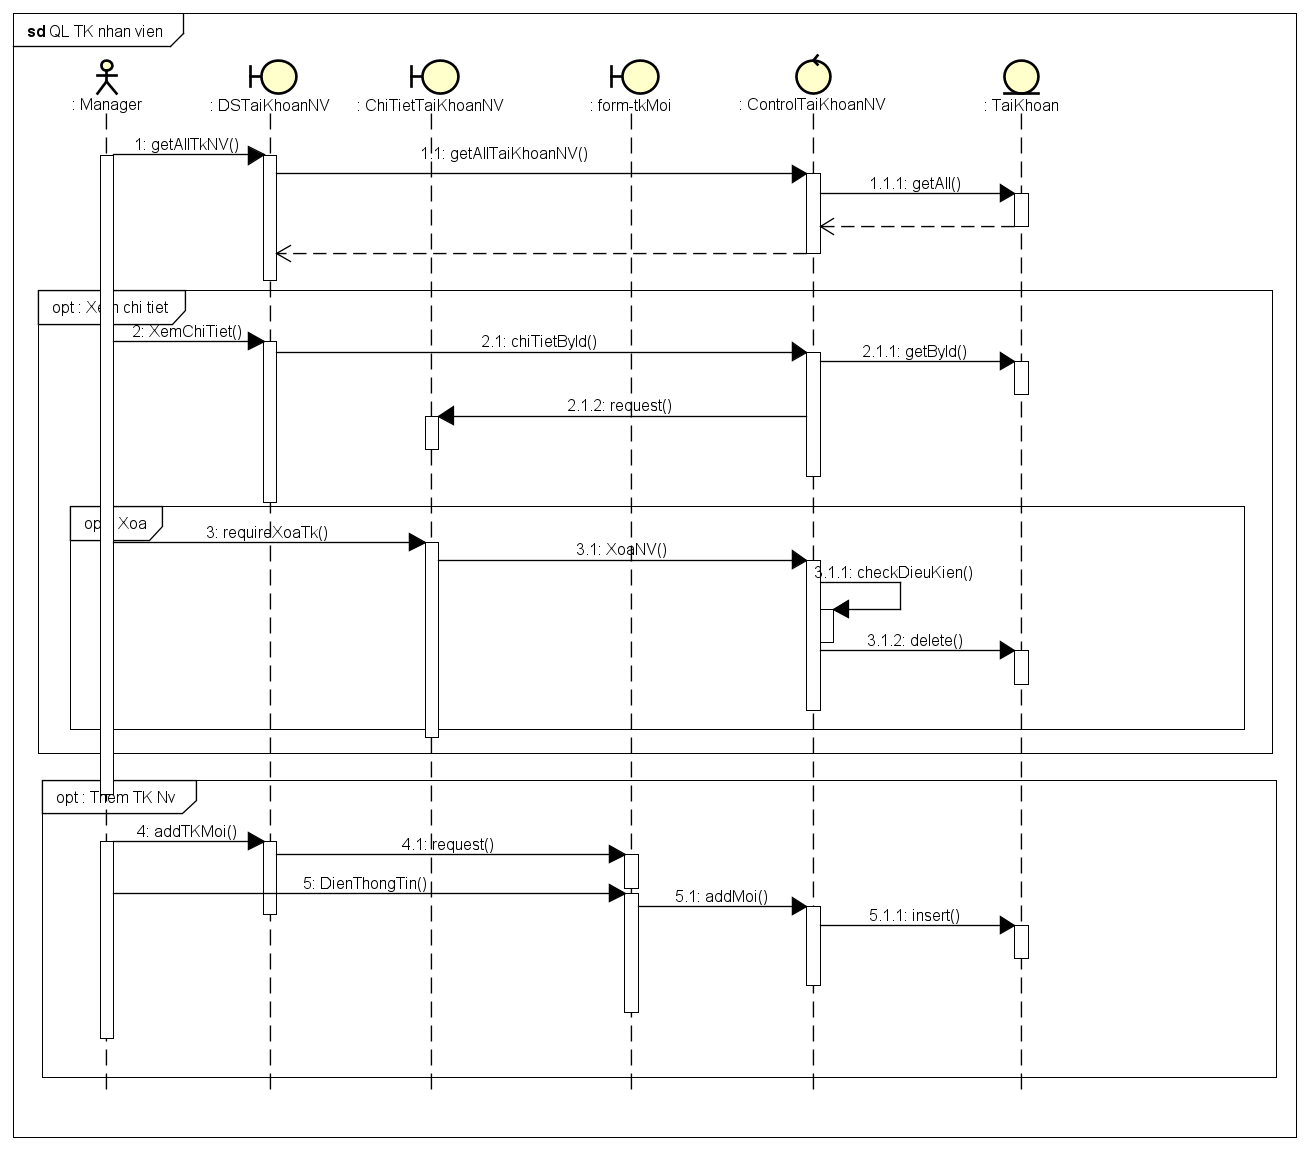 sd QL TK nhan vien
: Manager
: DSTaiKhoanNV
: ChiTietTaiKhoanNV
: form-tkMoi
: ControlTaiKhoanNV
: TaiKhoan
1: getAllTkNV()
1.1: getAllTaiKhoanNV()
1.1.1: getAll()
opt : Xem chi tiet
2: XemChiTiet()
2.1: chiTietById()
2.1.1: getById()
2.1.2: request()
opt : Xoa
3: requireXoaTk()
3.1: XoaNV()
3.1.1: checkDieuKien()
3.1.2: delete()
opt : Them TK Nv
4: addTKMoi()
4.1: request()
5: DienThongTin()
5.1: addMoi()
5.1.1: insert()